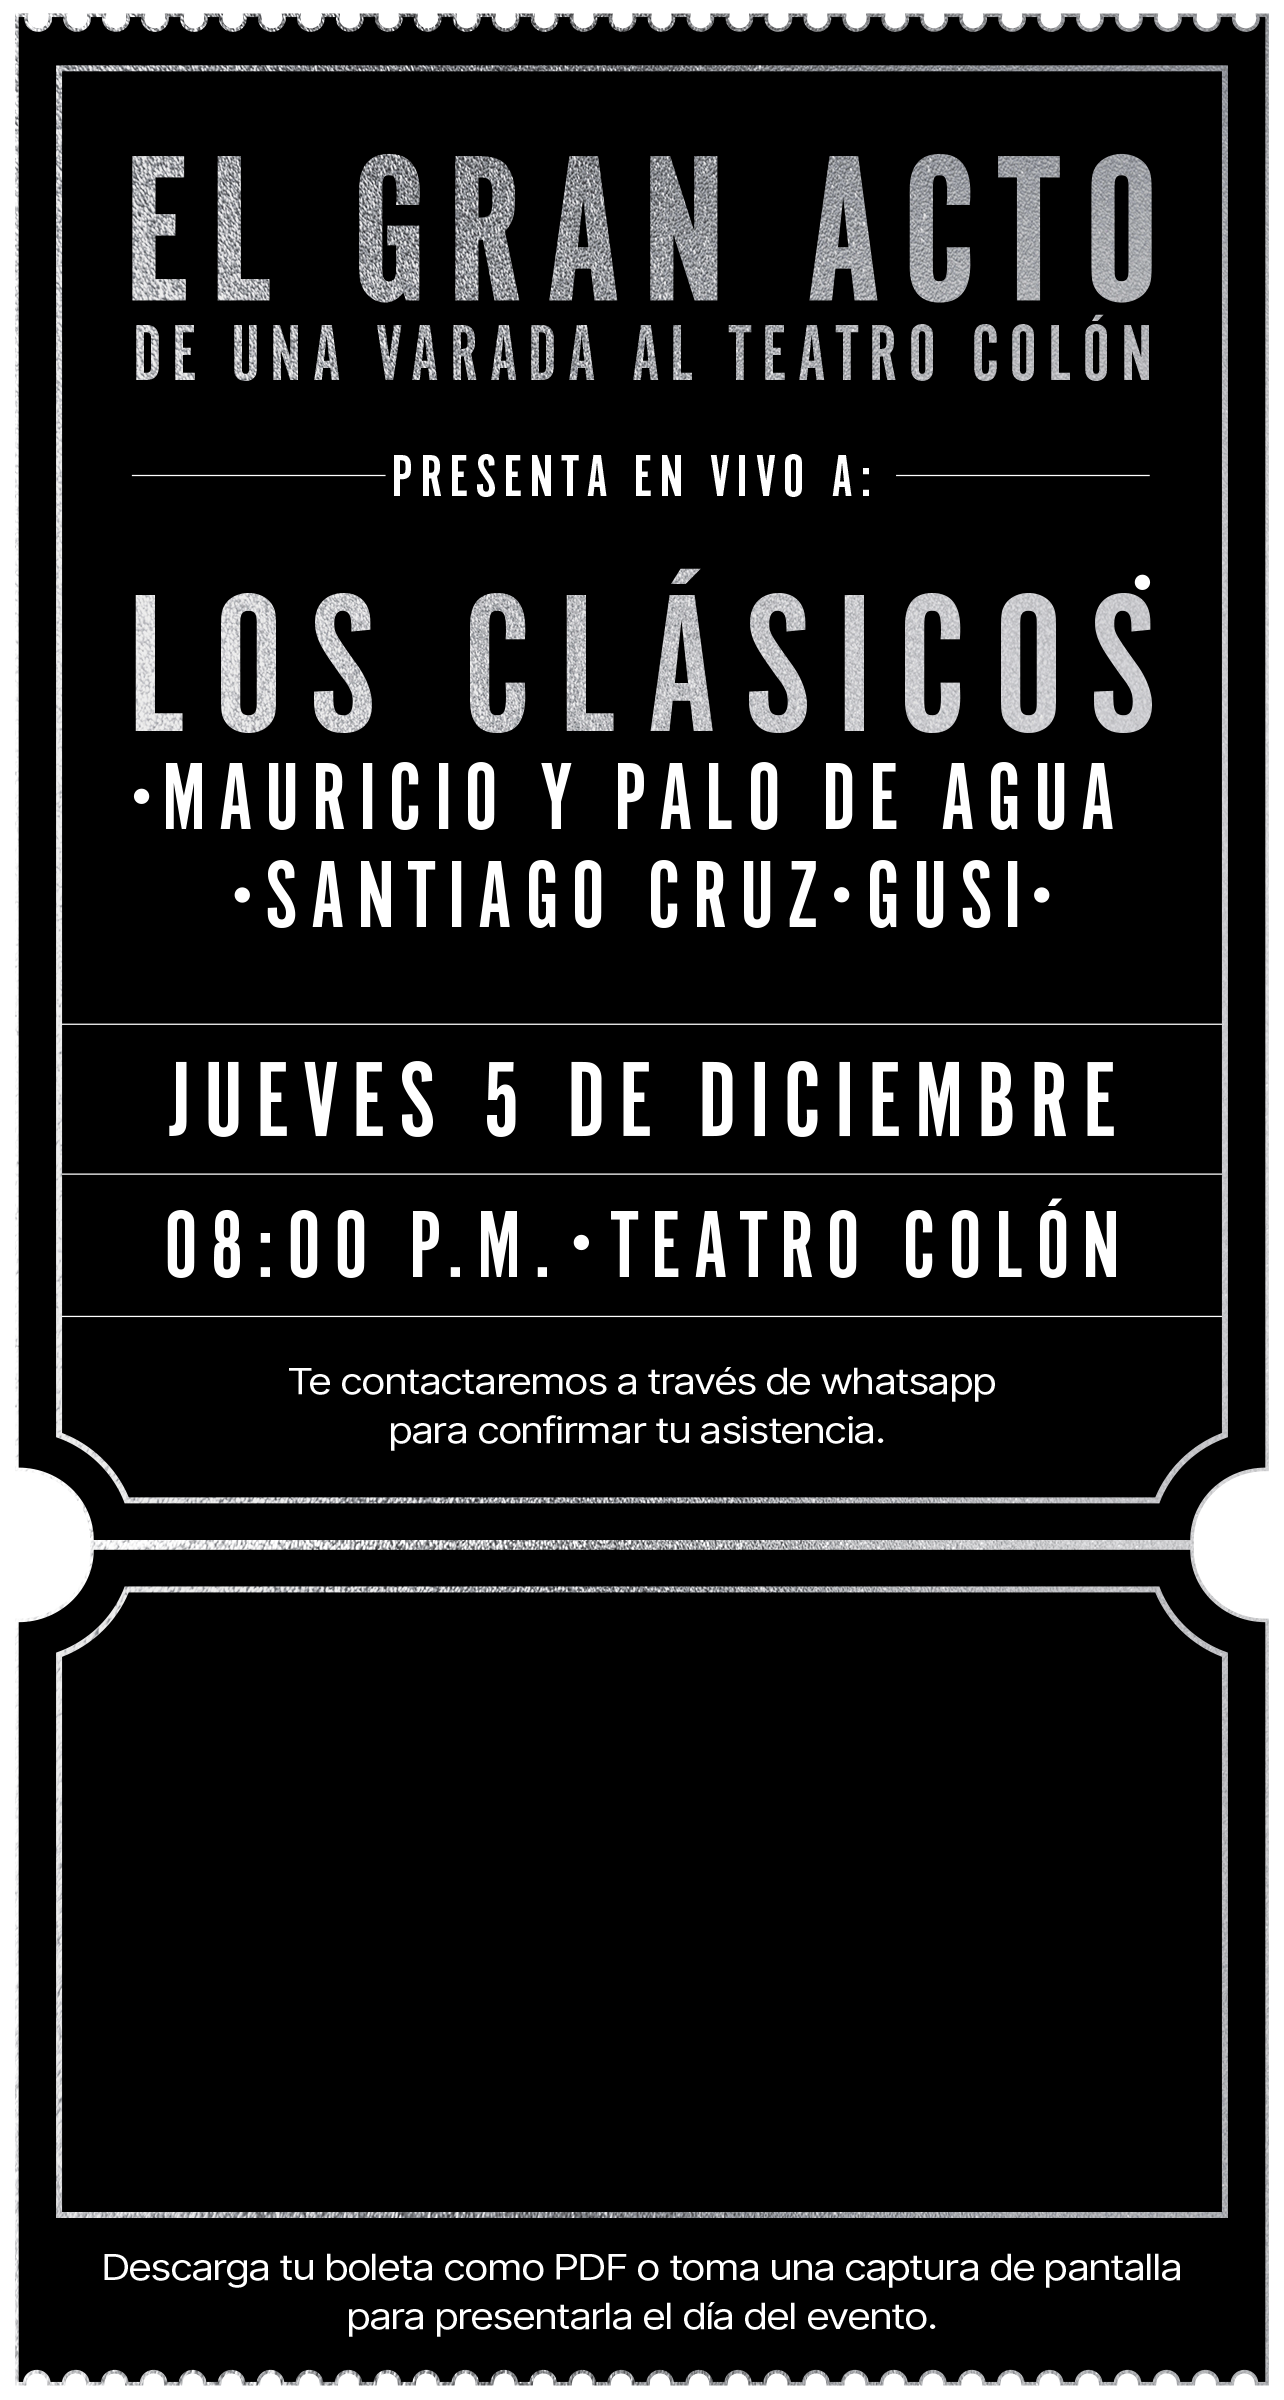 EL GRAN ACTO
DE UNA VARADA AL TEATRO COLÓN
PRESENTA EN VIVO A:
LOS CLÁSICOS
•MAURICIO Y PALO DE AGUA•
•SANTIAGO CRUZ•GUSI•
JUEVES 5 DE DICIEMBRE
08:00 P.M.•TEATRO COLÓN
Te contactaremos a través de whatsapp
para confirmar tu asistencia.
Descarga tu boleta como PDF o toma una captura de pantalla
para presentarla el día del evento.